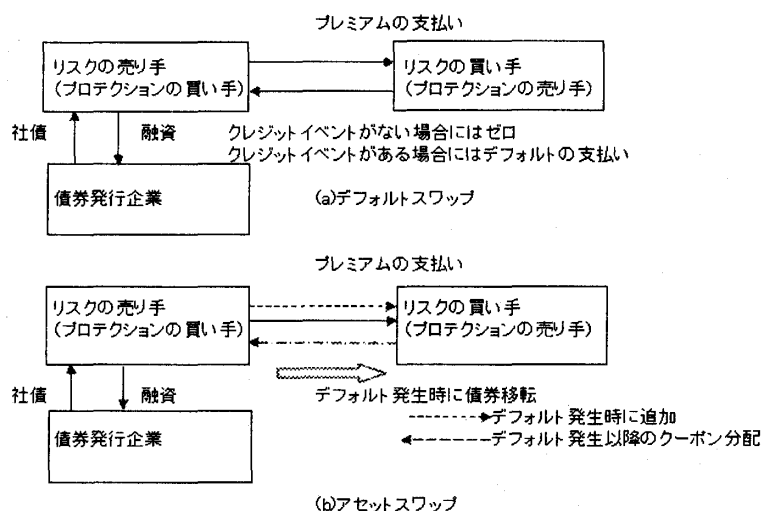 プレミアムの支払い
リスクの売り手
(プロテクションの買い手)
リスクの買い手
(プロテクションの売り手)
社債
融資
クレジットイベントがない場合にはゼロ
クレジットイベントがある場合にはデフォルトの支払い
債券発行企業
(a)デフォルトスワップ
プレミアムの支払い
リスクの売り手
(プロテクションの買い手)
リスクの買い手
(プロテクションの売り手)
社債
融資
デフォルト発生時に債券移転
デフォルト発生時に追加
デフォルト発生以降のクーポン分配
債券発行企業
(b)アセットスワップ